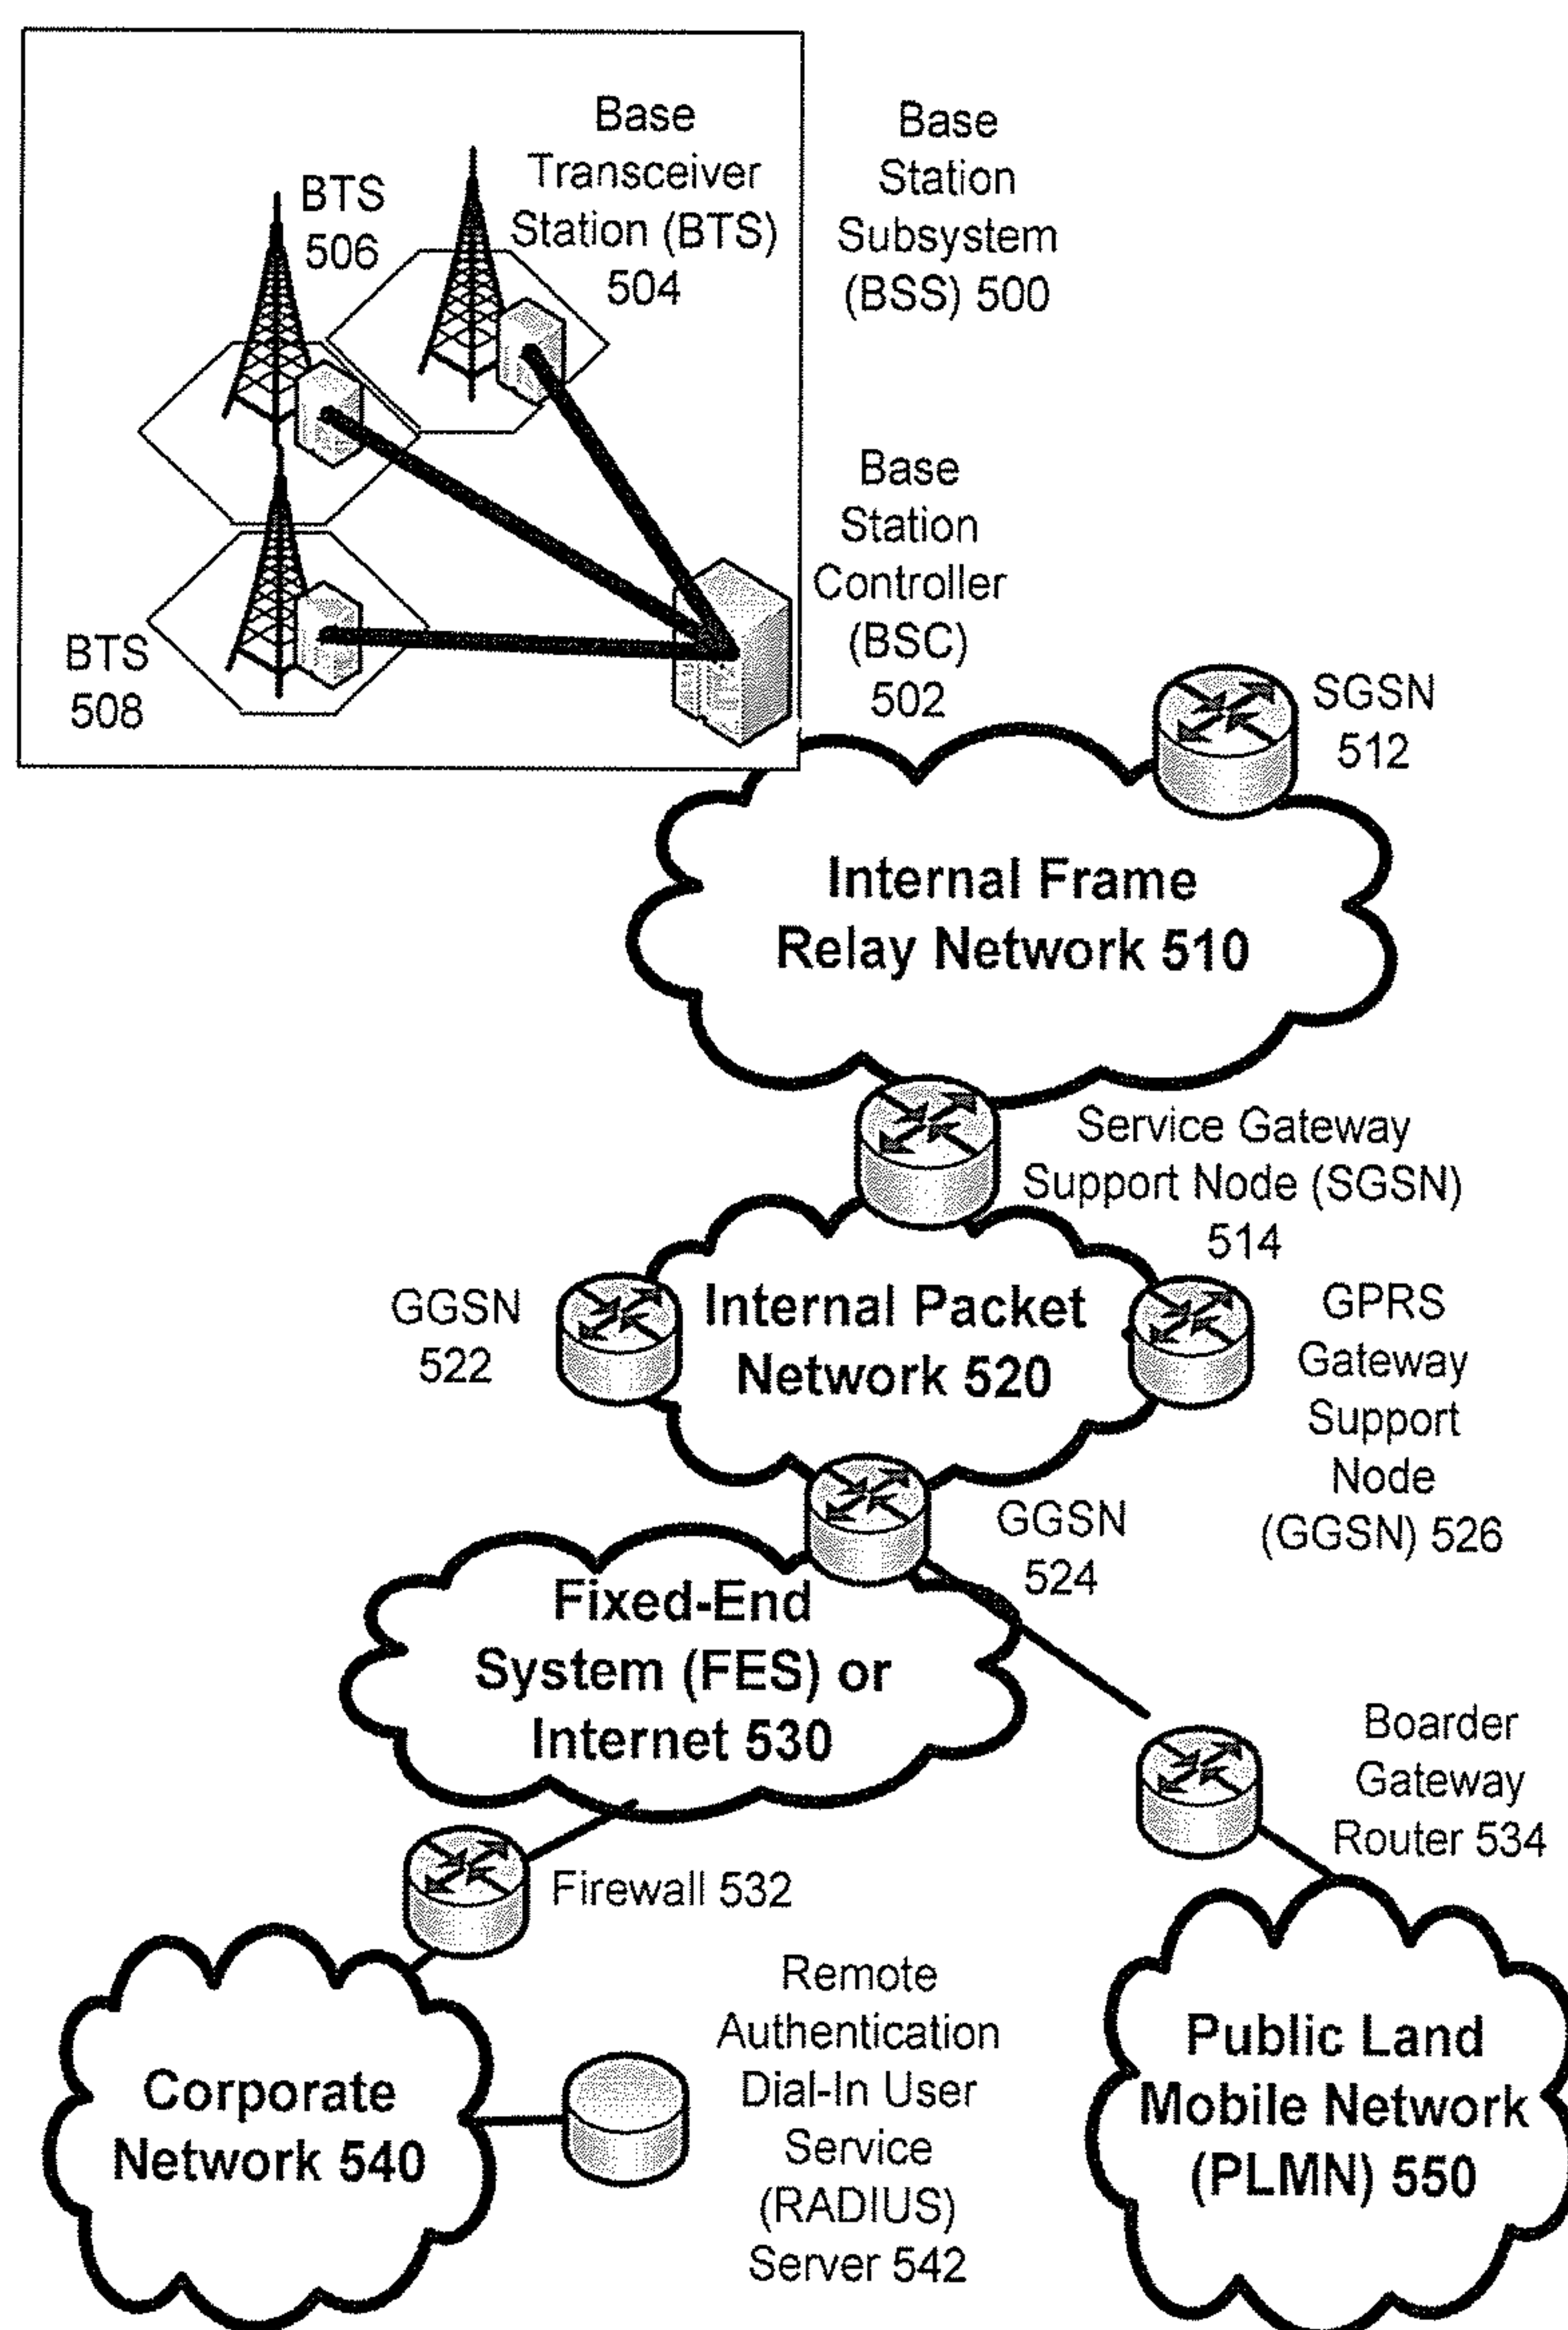 Base
Transceiver
Station (BTS)
504
BTS
506
BTS
508
Base
Station
Subsystem
(BSS) 500
Base
Station
Controller
(BSC)
502
SGSN
512
Internal Frame
Relay Network 510
Service Gateway
Support Node (SGSN)
514
GGSN
522
Internal Packet
Network 520
GPRS
Gateway
Support
Node
(GGSN) 526
GGSN
524
Fixed-End
System (FES) or
Internet 530
Boarder
Gateway
Router 534
Firewall 532
Remote
Authentication
Dial-In User
Service
(RADIUS)
Server 542
Corporate
Network 540
Public Land
Mobile Network
(PLMN) 550